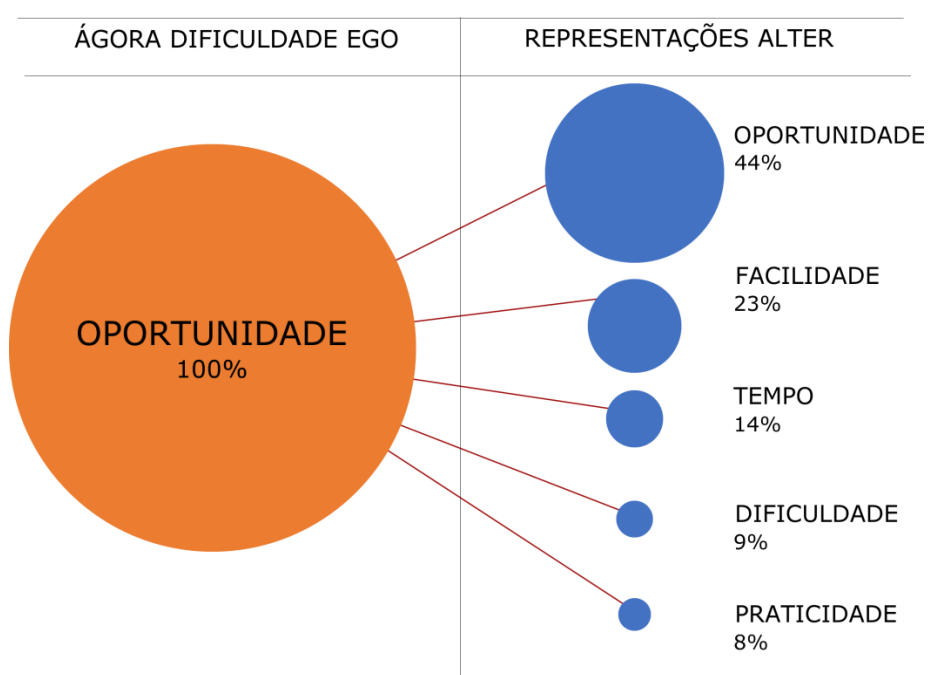 ÁGORA DIFICULDADE EGO
REPRESENTAÇÕES ALTER
OPORTUNIDADE
100%
OPORTUNIDADE
44%
FACILIDADE
23%
TEMPO
14%
DIFICULDADE
9%
PRATICIDADE
8%